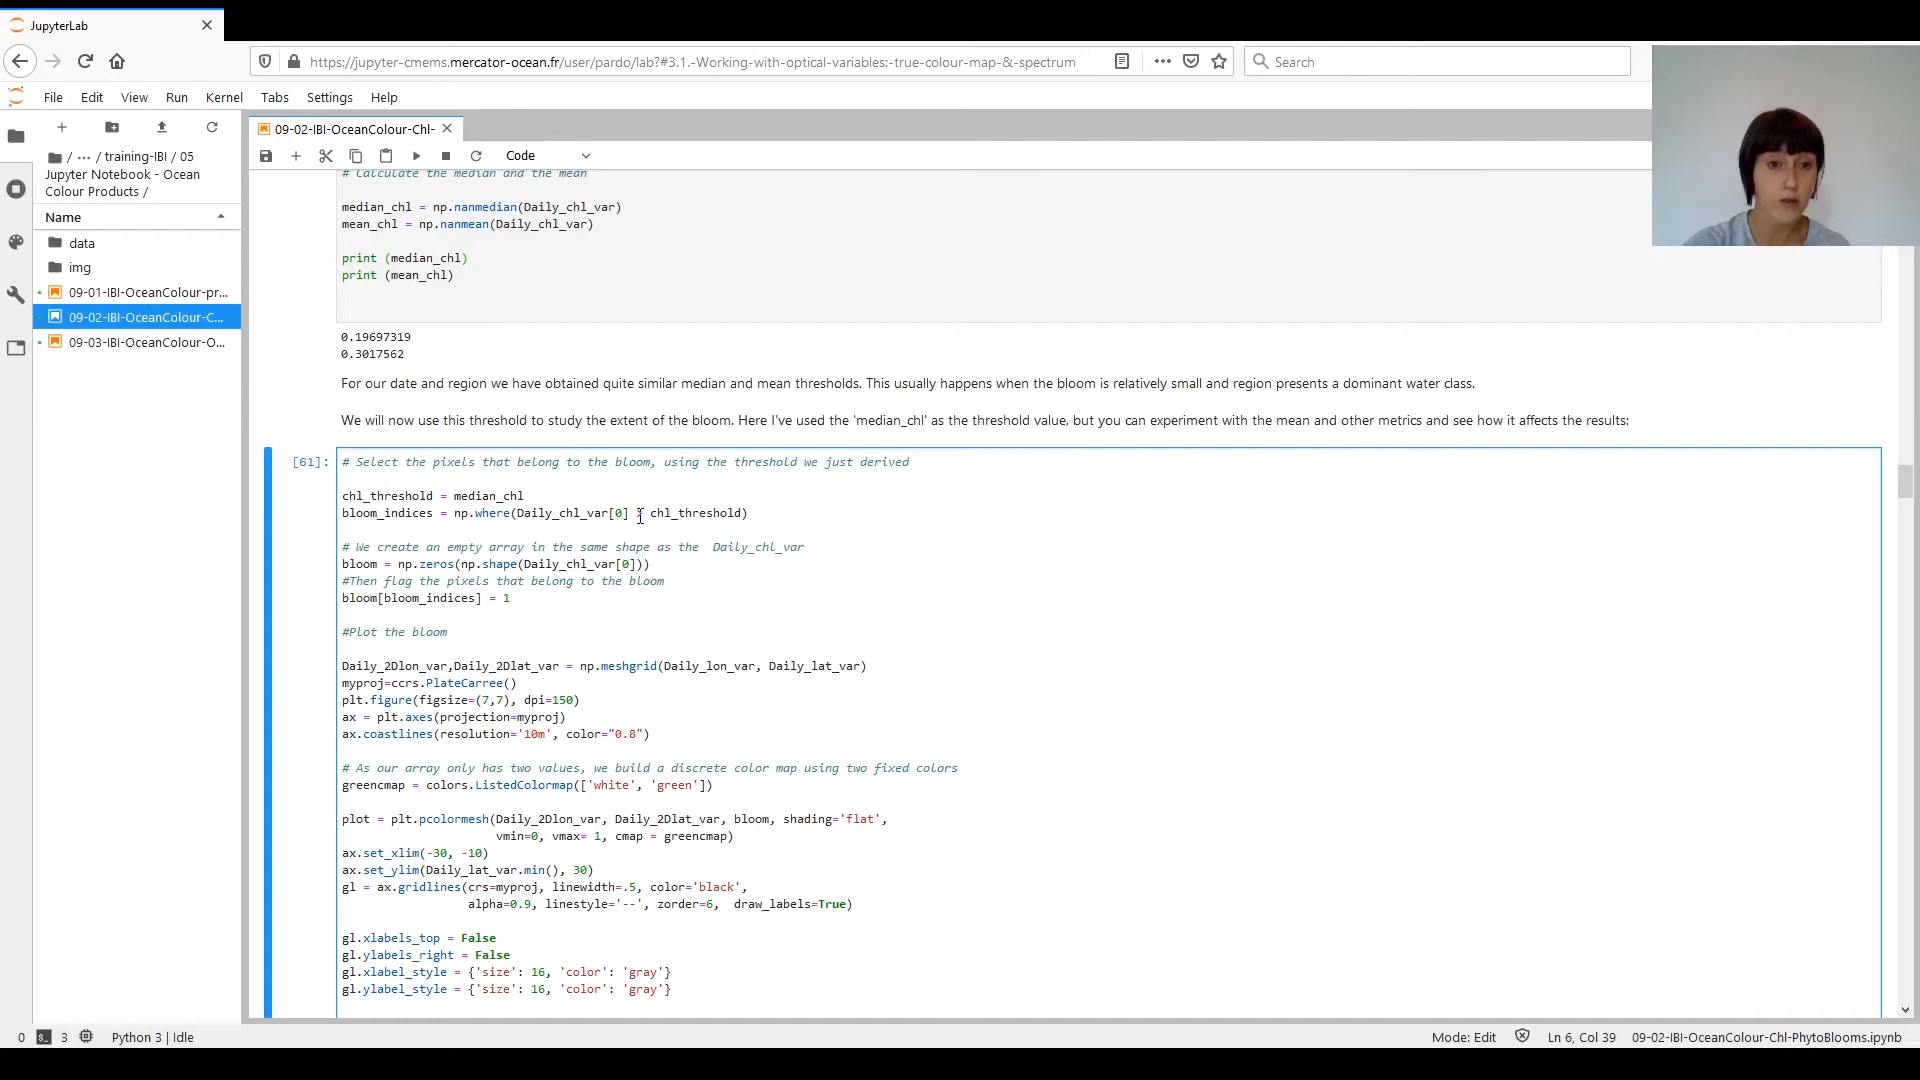 JupyterLab
https://jupyter-cmems.mercator-ocean.fr/user/pardo/lab?#3.1.-Working-with-optical-variables:-true-colour-map-&-spectrum
Search
File Edit View Run Kernel Tabs Settings Help
/ ··· / training-IBI / 05
Jupyter Notebook - Ocean
Colour Products /
Name
data
img
09-01-IBI-OceanColour-pr...
09-02-IBI-OceanColour-C...
09-03-IBI-OceanColour-O...
09-02-IBI-OceanColour-Chl-
Code
# Calculate the median and the mean
median_chl = np.nanmedian(Daily_chl_var)
mean_chl = np.nanmean(Daily_chl_var)
print (median_chl)
print (mean_chl)
0.19697319
0.3017562
For our date and region we have obtained quite similar median and mean thresholds. This usually happens when the bloom is relatively small and region presents a dominant water class.
We will now use this threshold to study the extent of the bloom. Here I've used the 'median_chl' as the threshold value, but you can experiment with the mean and other metrics and see how it affects the results:
[61]:
# Select the pixels that belong to the bloom, using the threshold we just derived
chl_threshold = median_chl
bloom_indices = np.where(Daily_chl_var[0] chl_threshold)
# We create an empty array in the same shape as the  Daily_chl_var
bloom = np.zeros(np.shape(Daily_chl_var[0]))
#Then flag the pixels that belong to the bloom
bloom[bloom_indices] = 1
#Plot the bloom
Daily_2Dlon_var,Daily_2Dlat_var = np.meshgrid(Daily_lon_var, Daily_lat_var)
myproj=ccrs.PlateCarree()
plt.figure(figsize=(7,7), dpi=150)
ax = plt.axes(projection=myproj)
ax.coastlines(resolution='10m', color="0.8")
# As our array only has two values, we build a discrete color map using two fixed colors
greencmap = colors.ListedColormap(['white', 'green'])
plot = plt.pcolormesh(Daily_2Dlon_var, Daily_2Dlat_var, bloom, shading='flat',
vmin=0, vmax= 1, cmap = greencmap)
ax.set_xlim(-30, -10)
ax.set_ylim(Daily_lat_var.min(), 30)
gl = ax.gridlines(crs=myproj, linewidth=.5, color='black',
alpha=0.9, linestyle='--', zorder=6,  draw_labels=True)
gl.xlabels_top = False
gl.ylabels_right = False
gl.xlabel_style = {'size': 16, 'color': 'gray'}
gl.ylabel_style = {'size': 16, 'color': 'gray'}
0 3 Python 3 | Idle
Mode: Edit Ln 6, Col 39 09-02-IBI-OceanColour-Chl-PhytoBlooms.ipynb